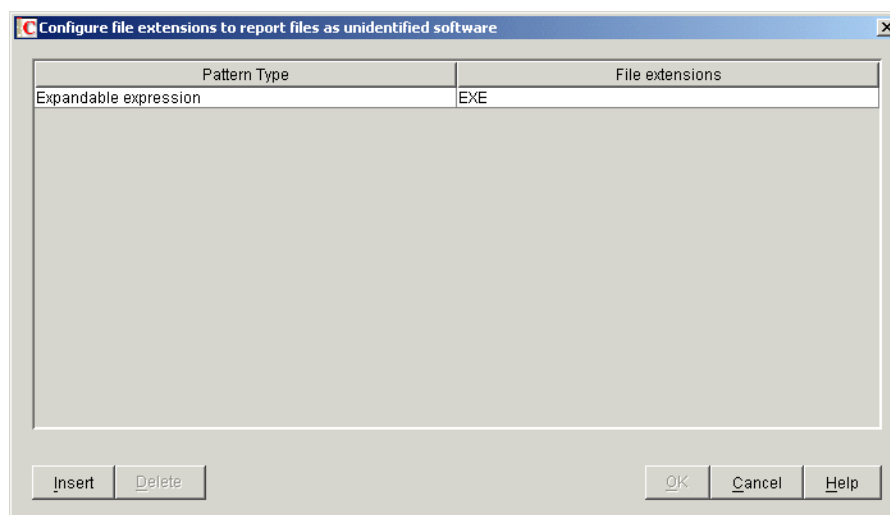 Configure file extensions to report files as unidentified software
Pattern Type File extensions
Expandable expression EXE
Insert Delete OK Cancel Help